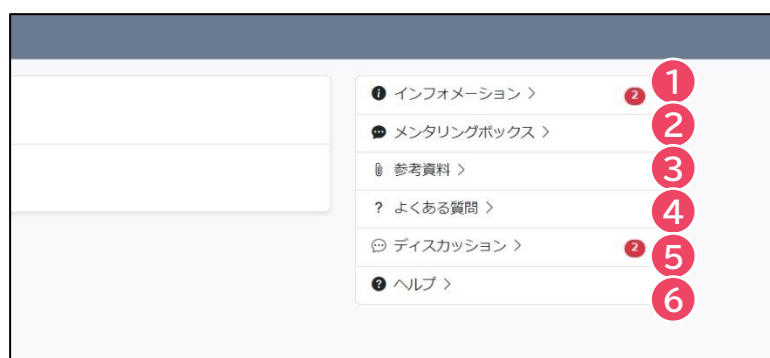 インフォメーション > 2 1
メンタリングボックス > 2
参考資料 > 3
? よくある質問 > 4
ディスカッション > 2 5
ヘルプ > 6